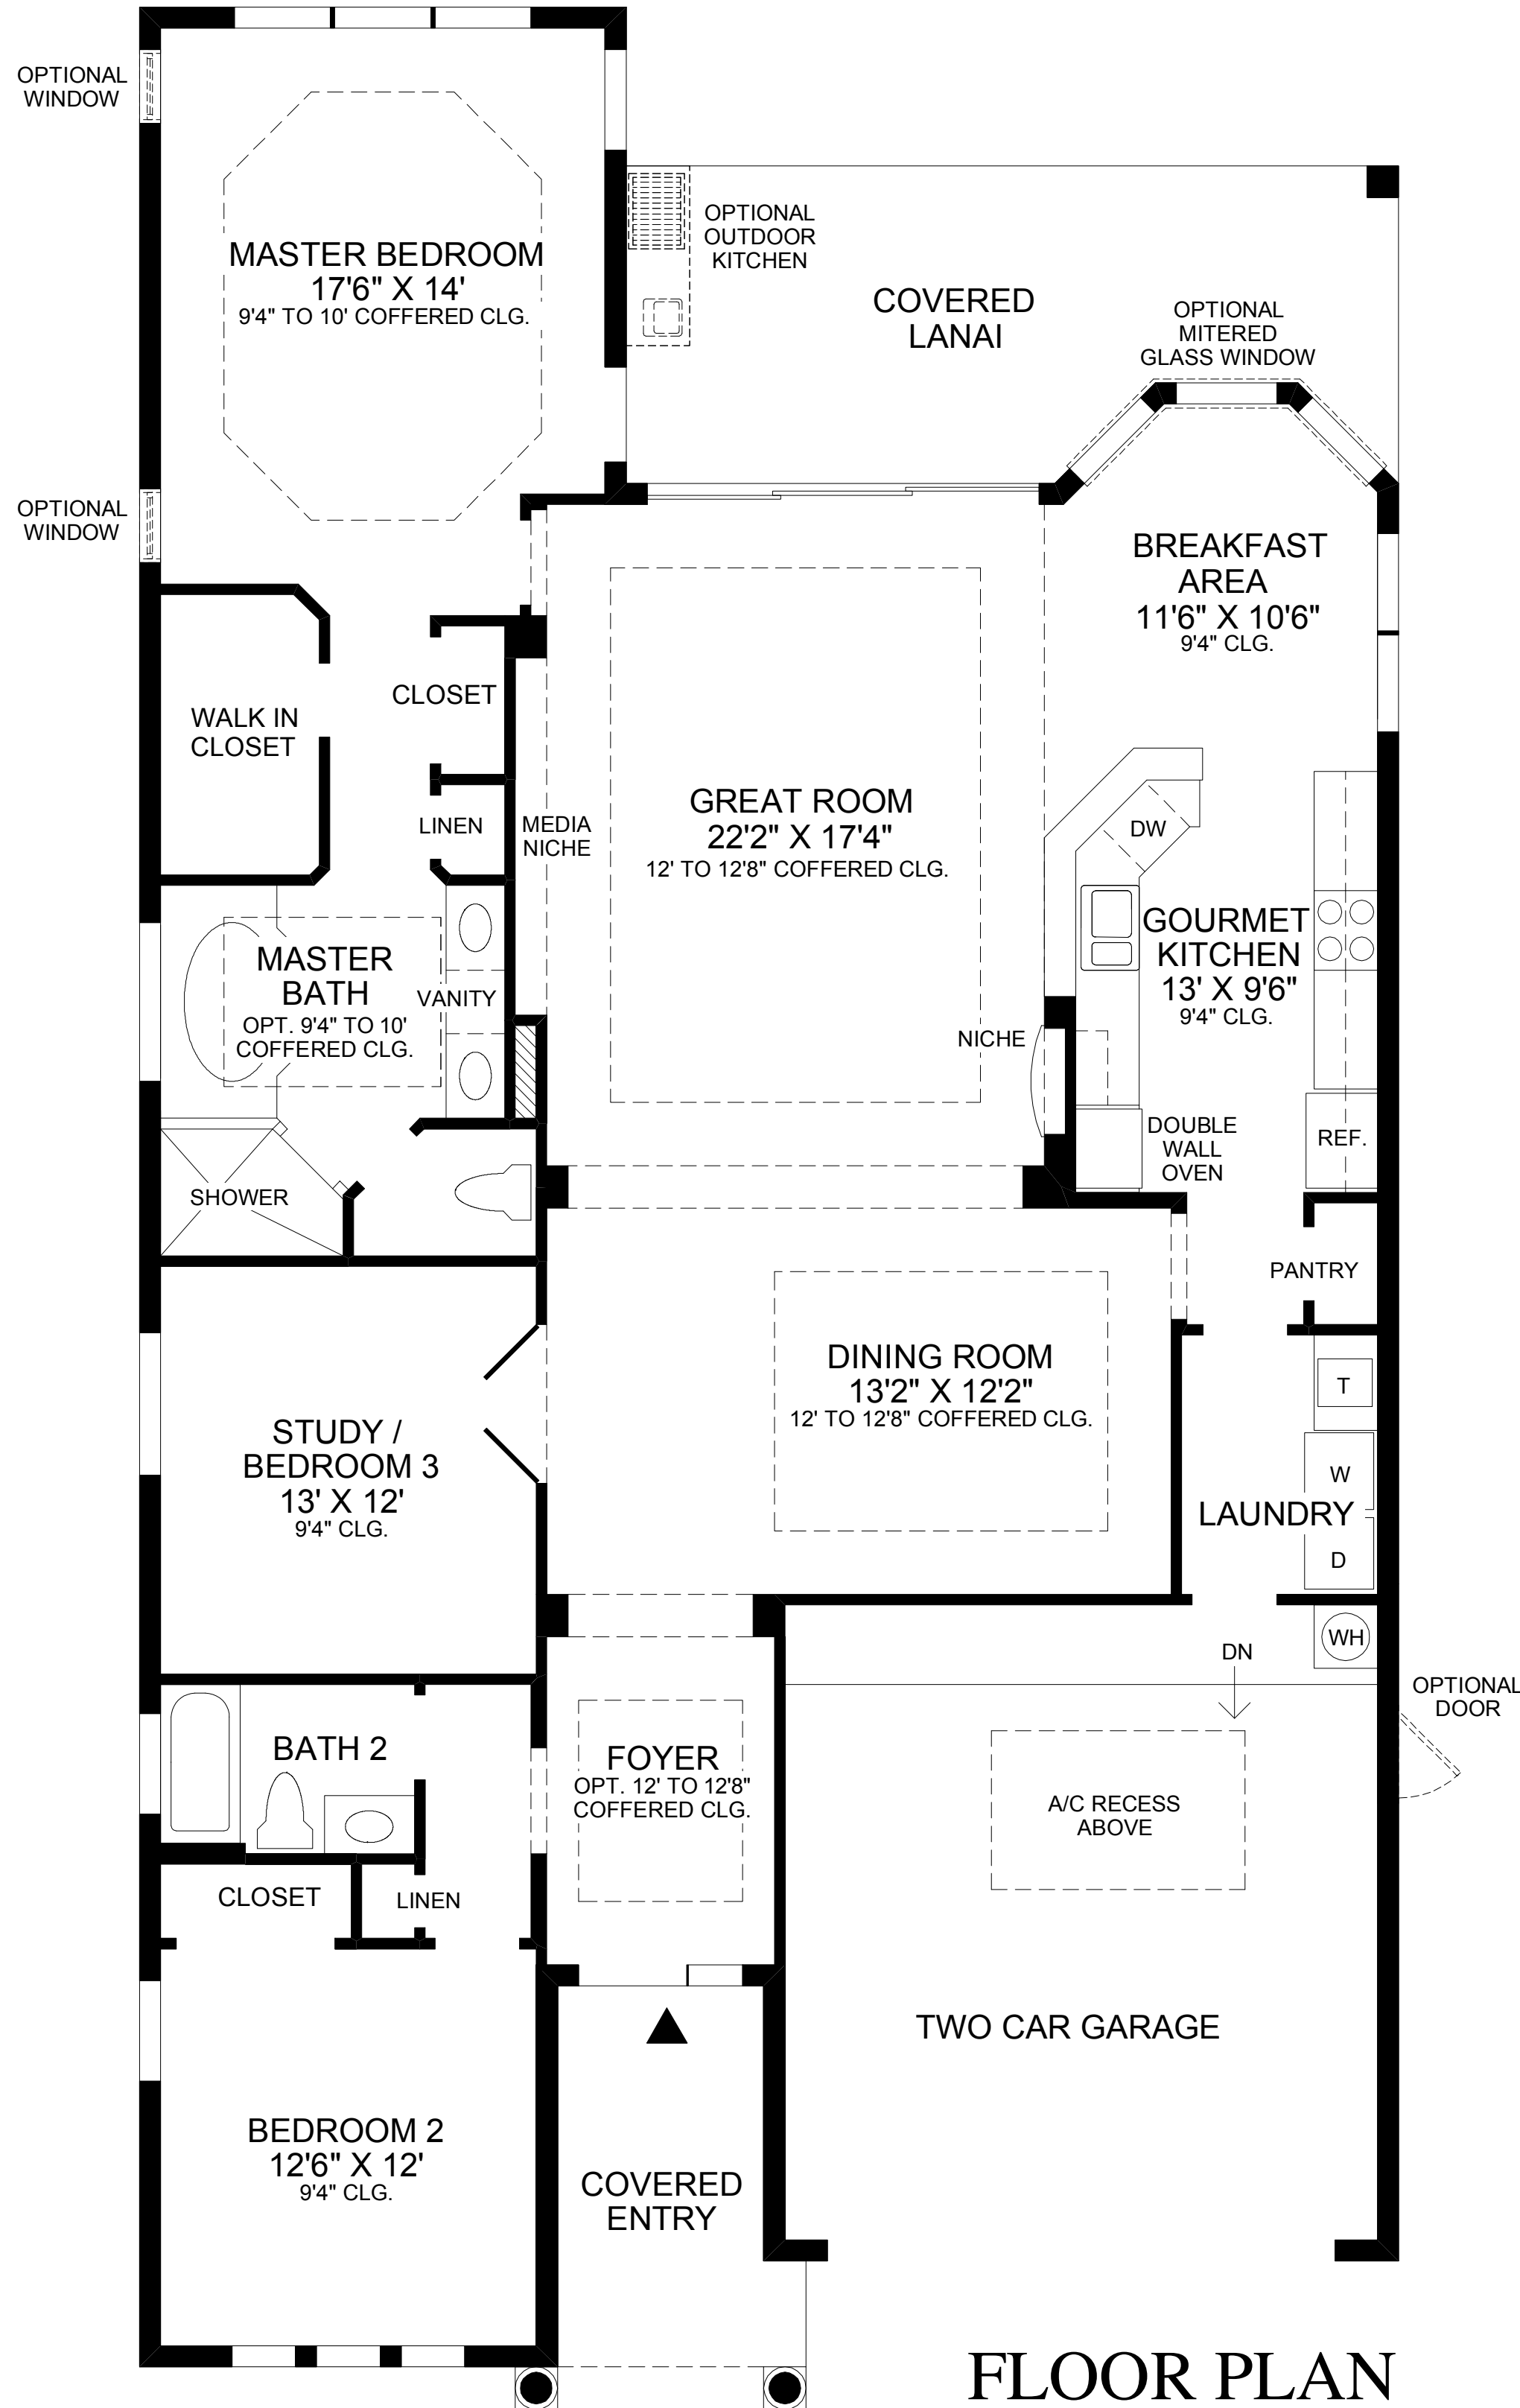 OPTIONAL
WINDOW
MASTER BEDROOM
17'6" X 14'
9'4" TO 10' COFFERED CLG.
OPTIONAL
OUTDOOR
KITCHEN
COVERED
LANAI
OPTIONAL
MITERED
GLASS WINDOW
OPTIONAL
WINDOW
BREAKFAST
AREA
11'6" X 10'6"
9'4" CLG.
WALK IN
CLOSET
CLOSET
LINEN
MEDIA
NICHE
GREAT ROOM
22'2" X 17'4"
12' TO 12'8" COFFERED CLG.
DW
GOURMET
KITCHEN
13' X 9'6"
9'4" CLG.
MASTER
BATH
OPT. 9'4" TO 10'
COFFERED CLG.
VANITY
NICHE
DOUBLE
WALL
OVEN
REF.
SHOWER
PANTRY
DINING ROOM
13'2" X 12'2"
12' TO 12'8" COFFERED CLG.
T
W
LAUNDRY
D
STUDY /
BEDROOM 3
13' X 12'
9'4" CLG.
WH
DN
OPTIONAL
DOOR
BATH 2
FOYER
OPT. 12' TO 12'8"
COFFERED CLG.
A/C RECESS
ABOVE
CLOSET
LINEN
TWO CAR GARAGE
BEDROOM 2
12'6" X 12'
9'4" CLG.
COVERED
ENTRY
FLOOR PLAN